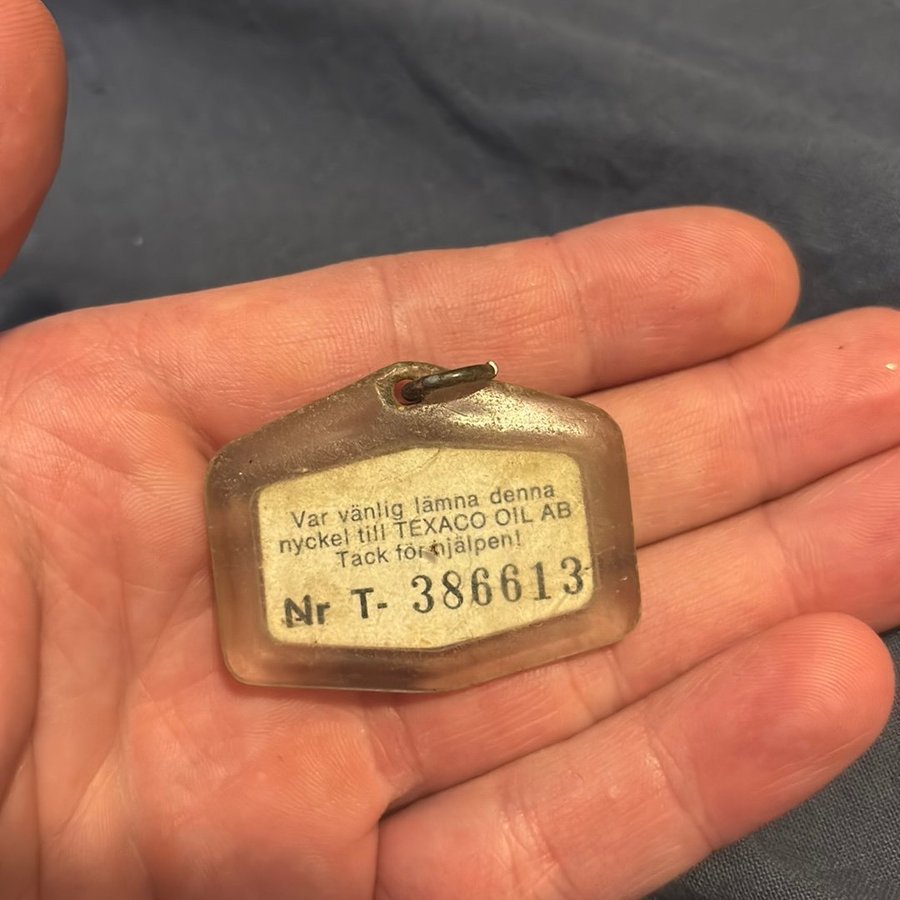 Var vänlig lämna denna
nyckel till TEXACO OIL AB
Tack för hjälpen!
Nr T- 386613